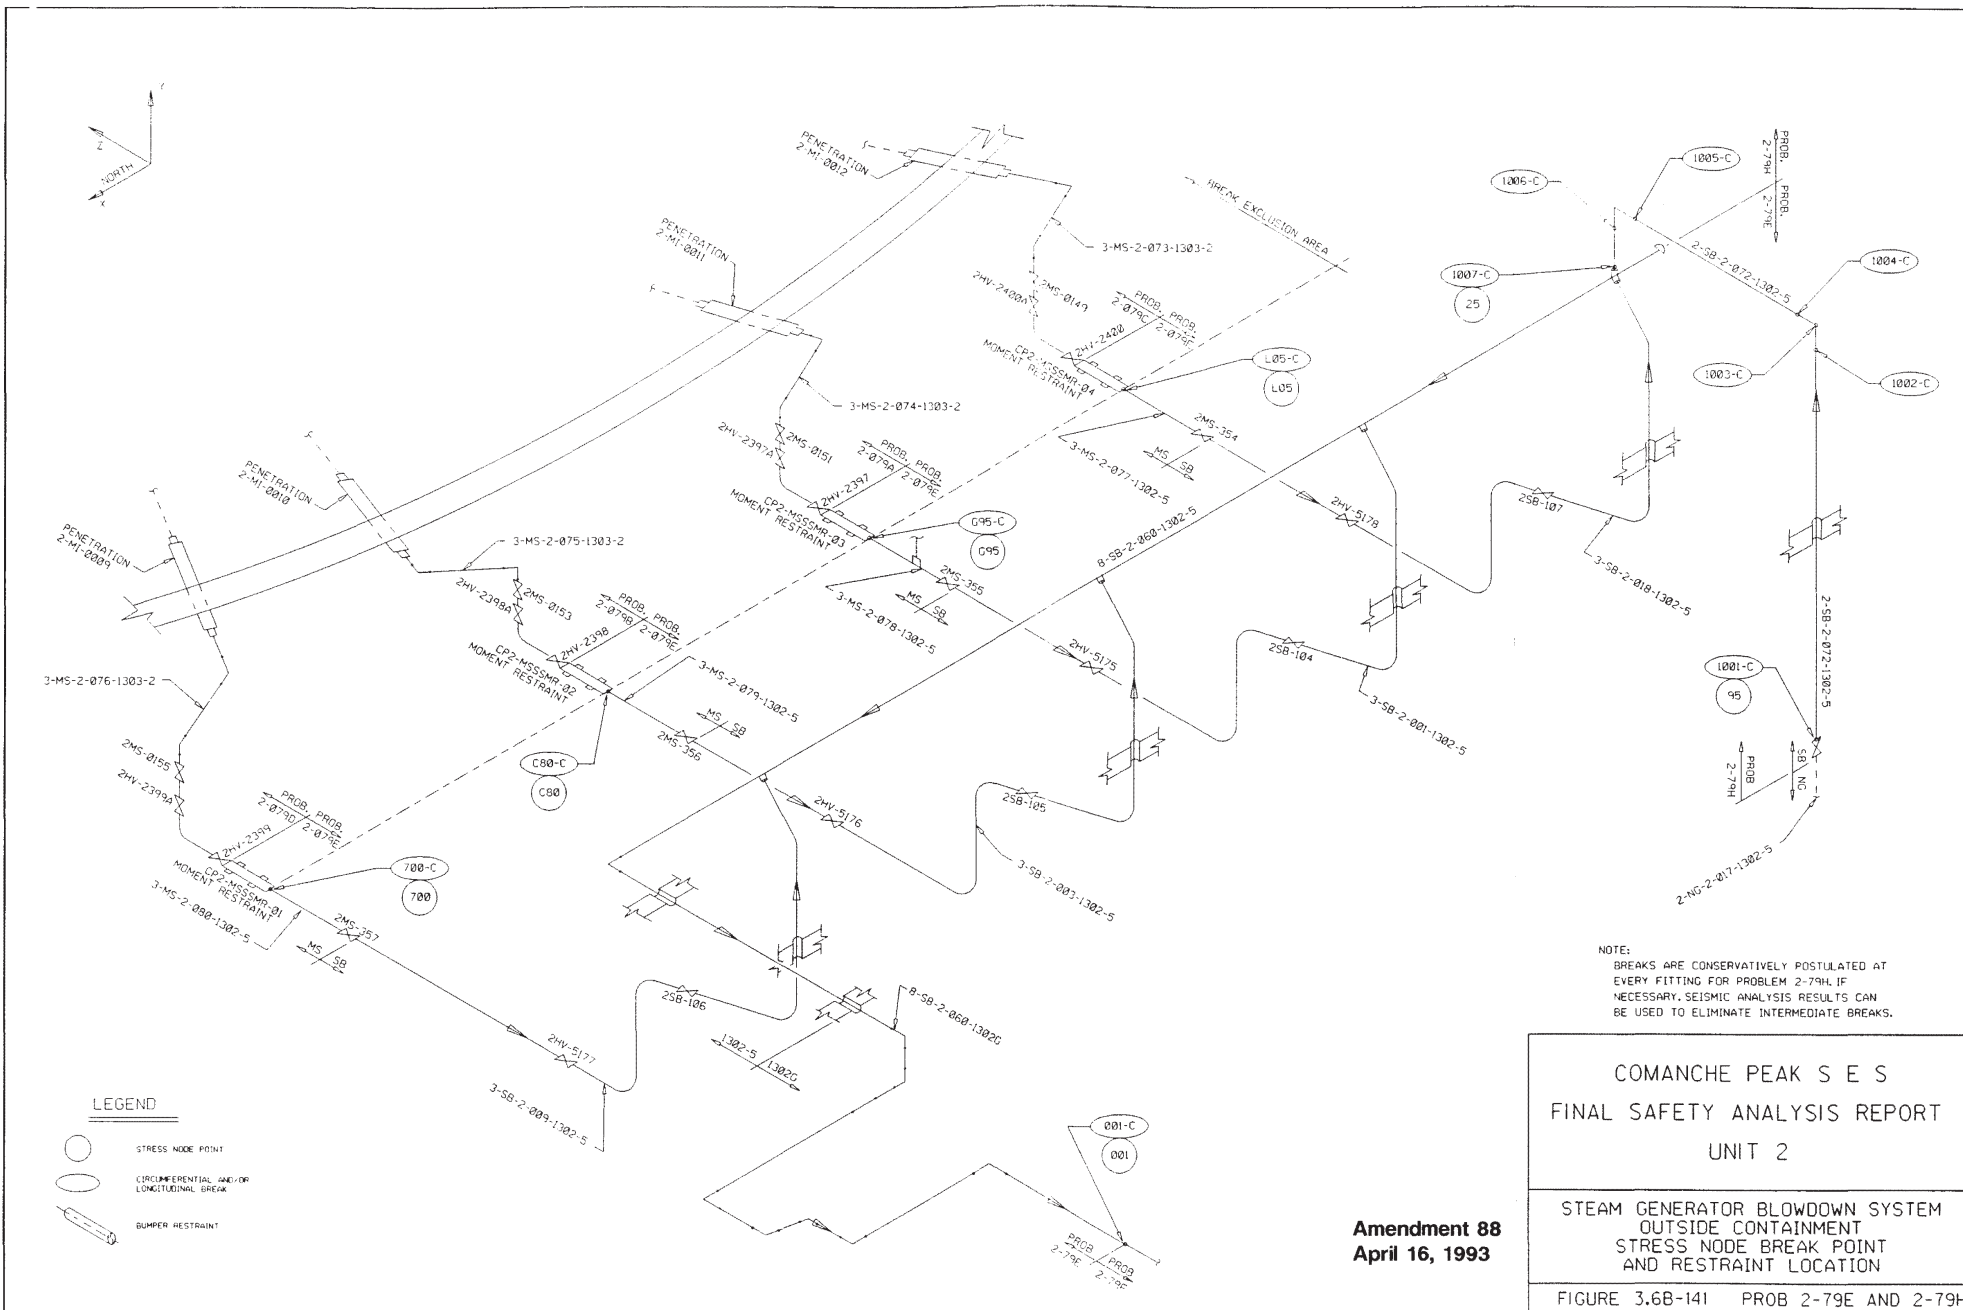 Y
Z
NORTH
X
PENETRATION
2-MI-0012
PENETRATION
2-MI-0011
PENETRATION
2-MI-0010
PENETRATION
2-MI-0009
BREAK EXCLUSION AREA
3-MS-2-073-1303-2
2HV-2400A
2MS-0149
PROB. PROB.
2-079C 2-079E
2HV-2400
CP2-MSSSMR-04
MOMENT RESTRAINT
L05-C
L05
2MS-354
MS SB
3-MS-2-077-1302-5
2HV-5178
2SB-107
3-SB-2-018-1302-5
1006-C
1005-C
PROB.
2-79H
PROB.
2-79E
2-SB-2-072-1302-5
1004-C
1007-C
25
1003-C
1002-C
2-SB-2-072-1302-5
1001-C
95
PROB
2-79H
SB NG
2-NG-2-017-1302-5
3-MS-2-074-1303-2
2HV-2397A
2MS-0151
PROB. PROB.
2-079A 2-079E
2HV-2397
CP2-MSSSMR-03
MOMENT RESTRAINT
G95-C
G95
2MS-355
MS SB
3-MS-2-078-1302-5
8-SB-2-060-1302-5
2HV-5175
2SB-104
3-SB-2-001-1302-5
3-MS-2-075-1303-2
2HV-2398A
2MS-0153
PROB. PROB.
2-079B 2-079E
2HV-2398
CP2-MSSSMR-02
MOMENT RESTRAINT
3-MS-2-079-1302-5
MS SB
2MS-356
C80-C
C80
2HV-5176
2SB-105
3-SB-2-003-1302-5
3-MS-2-076-1303-2
2MS-0155
2HV-2399A
PROB. PROB.
2-079D 2-079E
2HV-2399
CP2-MSSSMR-01
MOMENT RESTRAINT
3-MS-2-080-1302-5
700-C
700
2MS-357
MS SB
2HV-5177
2SB-106
3-SB-2-009-1302-5
8-SB-2-060-1302G
1302-5 1302G
001-C
001
PROB PROB
2-79E 2-79F
NOTE:
BREAKS ARE CONSERVATIVELY POSTULATED AT
EVERY FITTING FOR PROBLEM 2-79H. IF
NECESSARY, SEISMIC ANALYSIS RESULTS CAN
BE USED TO ELIMINATE INTERMEDIATE BREAKS.
LEGEND
STRESS NODE POINT
CIRCUMFERENTIAL AND/OR
LONGITUDINAL BREAK
BUMPER RESTRAINT
Amendment 88
April 16, 1993
COMANCHE PEAK S E S
FINAL SAFETY ANALYSIS REPORT
UNIT 2
STEAM GENERATOR BLOWDOWN SYSTEM
OUTSIDE CONTAINMENT
STRESS NODE BREAK POINT
AND RESTRAINT LOCATION
FIGURE 3.6B-141 PROB 2-79E AND 2-79H